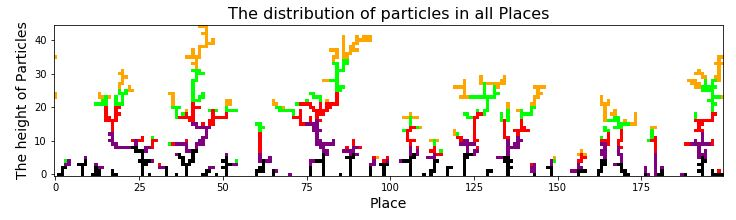 The distribution of particles in all Places
The height of Particles
40
30
20
10
0
0 25 50 75 100 125 150 175
Place